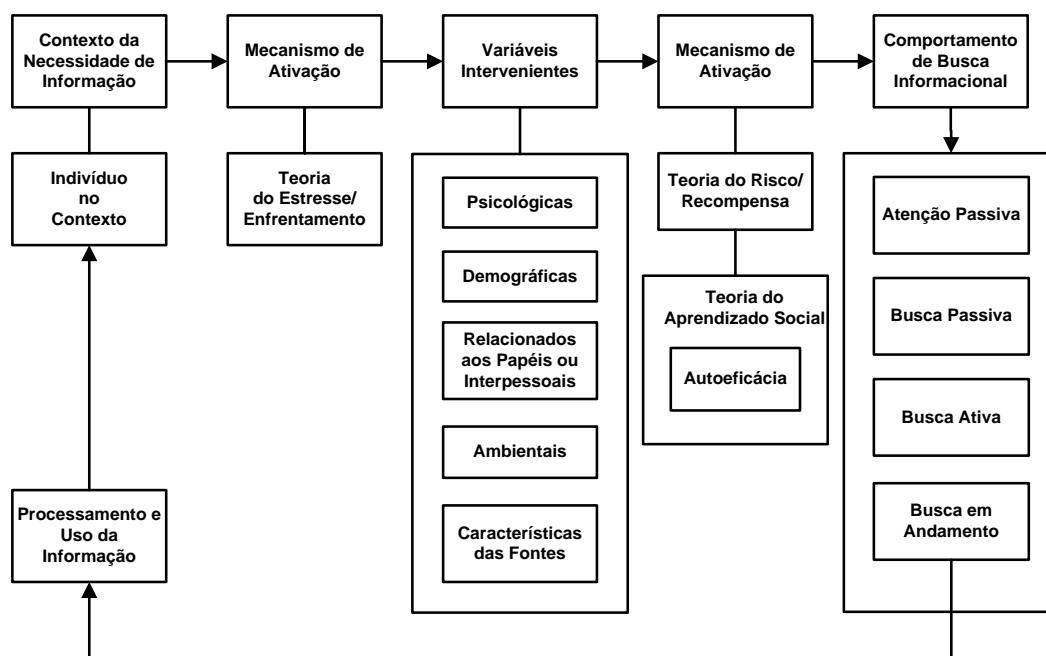 Contexto da
Necessidade de
Informação
Mecanismo de
Ativação
Variáveis
Intervenientes
Mecanismo de
Ativação
Comportamento
de Busca
Informacional
Indivíduo
no
Contexto
Teoria
do Estresse/
Enfrentamento
Psicológicas
Demográficas
Relacionados
aos Papéis ou
Interpessoais
Ambientais
Características
das Fontes
Teoria do Risco/
Recompensa
Teoria do
Aprendizado Social
Autoeficácia
Atenção Passiva
Busca Passiva
Busca Ativa
Busca em
Andamento
Processamento e
Uso da
Informação